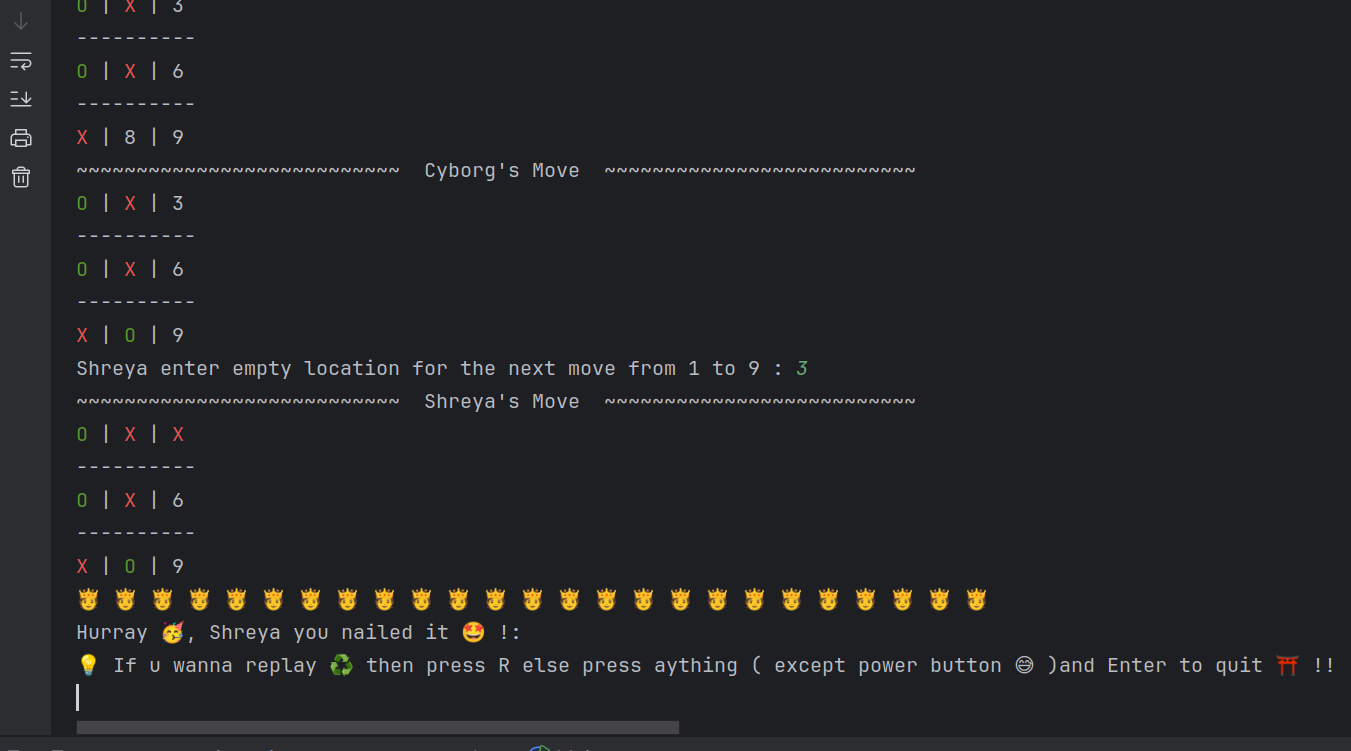 O | X | 3
----------
O | X | 6
----------
X | 8 | 9
~~~~~~~~~~~~~~~~~~~~~~~~~~~  Cyborg's Move  ~~~~~~~~~~~~~~~~~~~~~~~~~~
O | X | 3
----------
O | X | 6
----------
X | O | 9
Shreya enter empty location for the next move from 1 to 9 : 3
~~~~~~~~~~~~~~~~~~~~~~~~~~~  Shreya's Move  ~~~~~~~~~~~~~~~~~~~~~~~~~~
O | X | X
----------
O | X | 6
----------
X | O | 9
👸 👸 👸 👸 👸 👸 👸 👸 👸 👸 👸 👸 👸 👸 👸 👸 👸 👸 👸 👸 👸 👸 👸 👸 👸
Hurray 🥳, Shreya you nailed it 🤩 !:
💡 If u wanna replay ♻️ then press R else press aything ( except power button 😅 )and Enter to quit ⛩️ !!